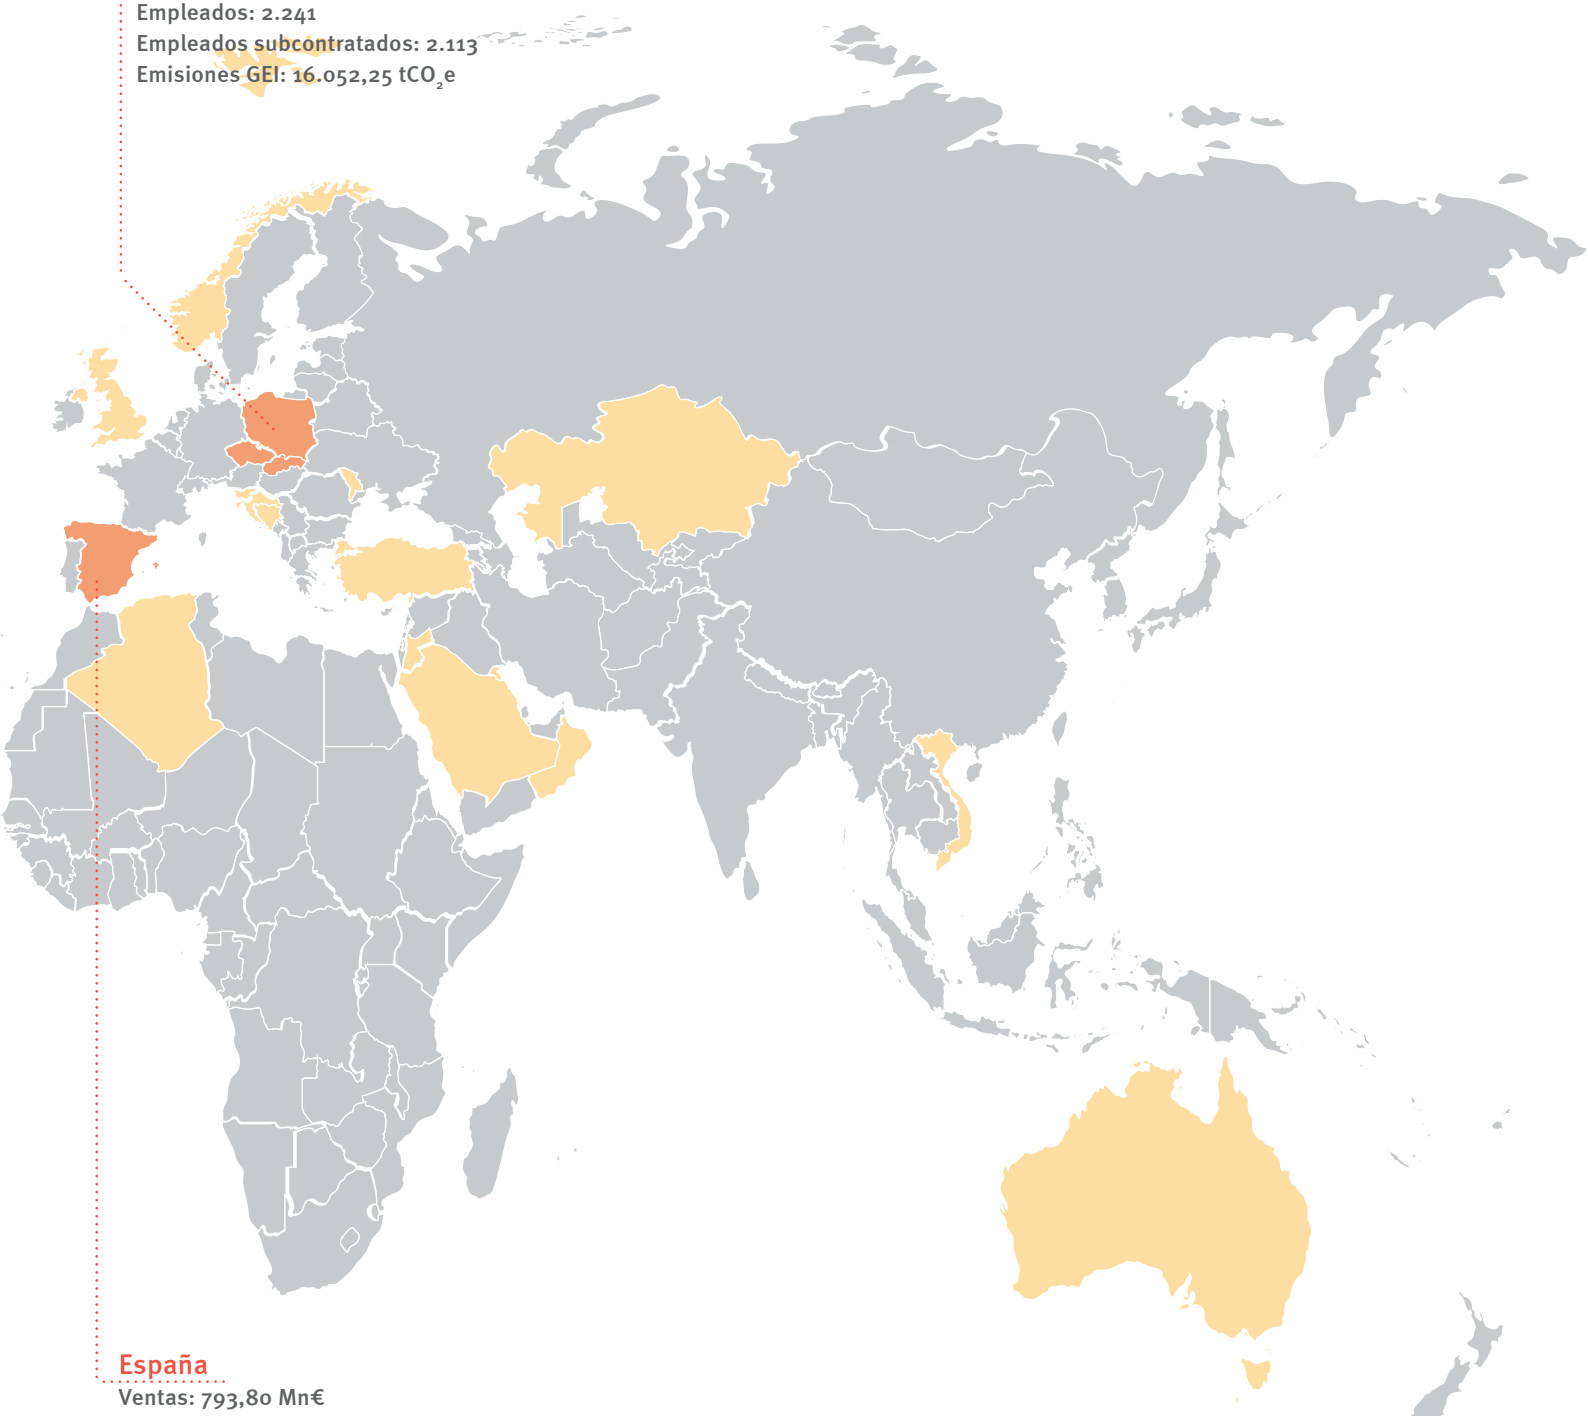 Empleados: 2.241
Empleados subcontratados: 2.113
Emisiones GEI: 16.052,25 tCO₂e
España
Ventas: 793,80 Mn€